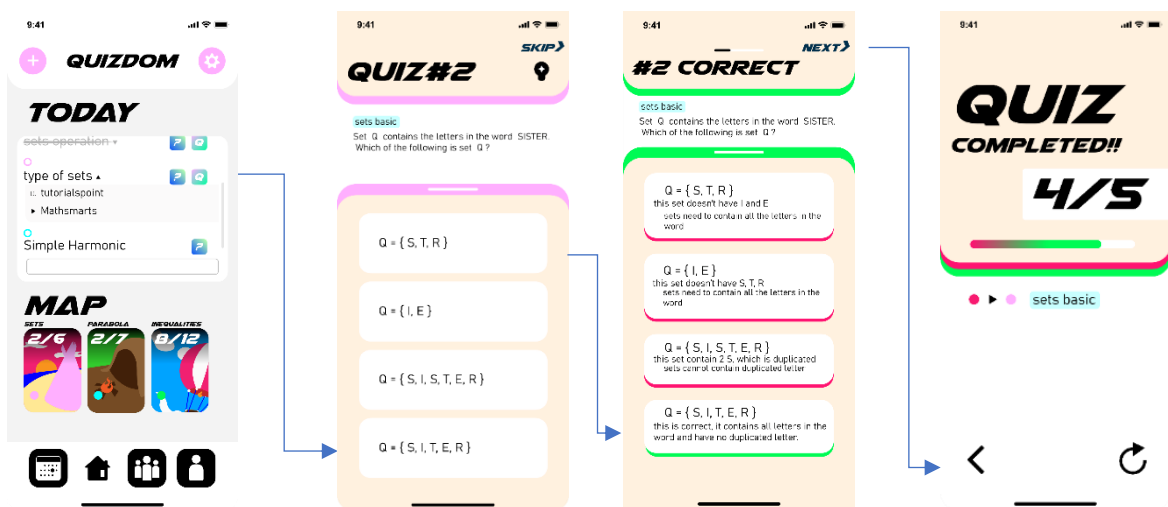 9:41
QUIZDOM
TODAY
sets operation
P Q
type of sets
P Q
tutorialspoint
Mathsmarts
Simple Harmonic
P
MAP
SETS
2/6
PARABOLA
2/7
INEQUALITIES
8/12
9:41
SKIP
QUIZ#2
sets basic
Set Q contains the letters in the word SISTER.
Which of the following is set Q ?
Q = { S, T, R }
Q = { I, E }
Q = { S, I, S, T, E, R }
Q = { S, I, T, E, R }
9:41
NEXT
#2 CORRECT
sets basic
Set Q contains the letters in the word SISTER.
Which of the following is set Q ?
Q = { S, T, R }
this set doesn't have I and E
sets need to contain all the letters in the
word
Q = { I, E }
this set doesn't have S, T, R
sets need to contain all the letters in the
word
Q = { S, I, S, T, E, R }
this set contain 2 S, which is duplicated
sets cannot contain duplicated letter
Q = { S, I, T, E, R }
this is correct, it contains all letters in the
word and have no duplicated letter.
9:41
QUIZ
COMPLETED!!
4/5
sets basic